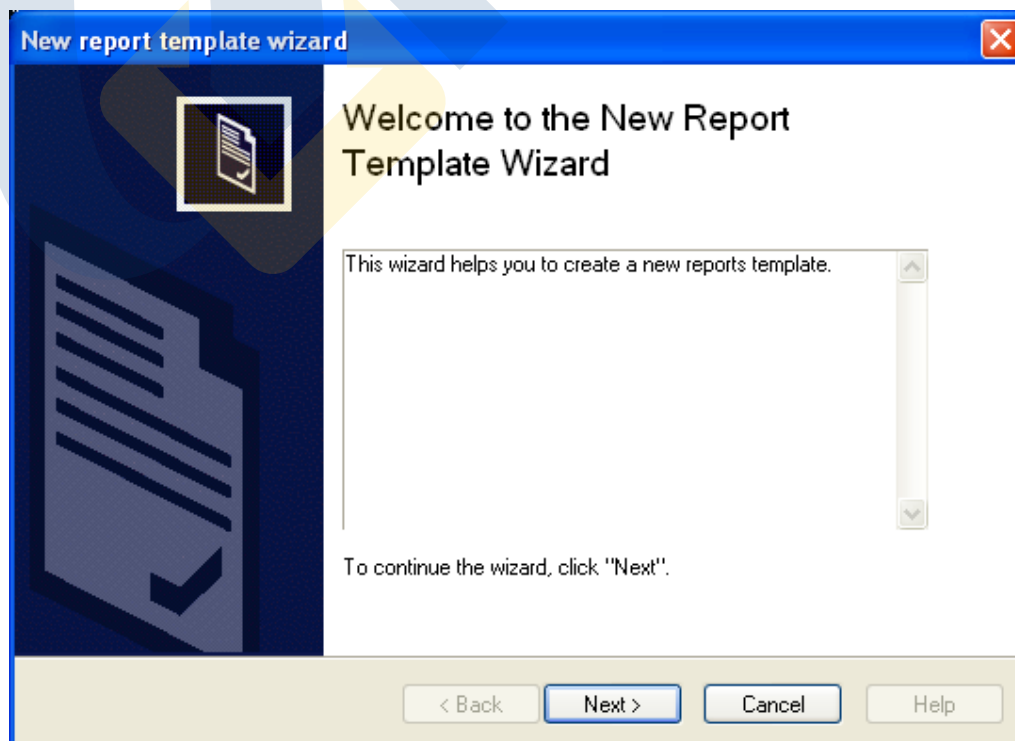 New report template wizard
Welcome to the New Report
Template Wizard
This wizard helps you to create a new reports template.
To continue the wizard, click "Next".
< Back
Next >
Cancel
Help